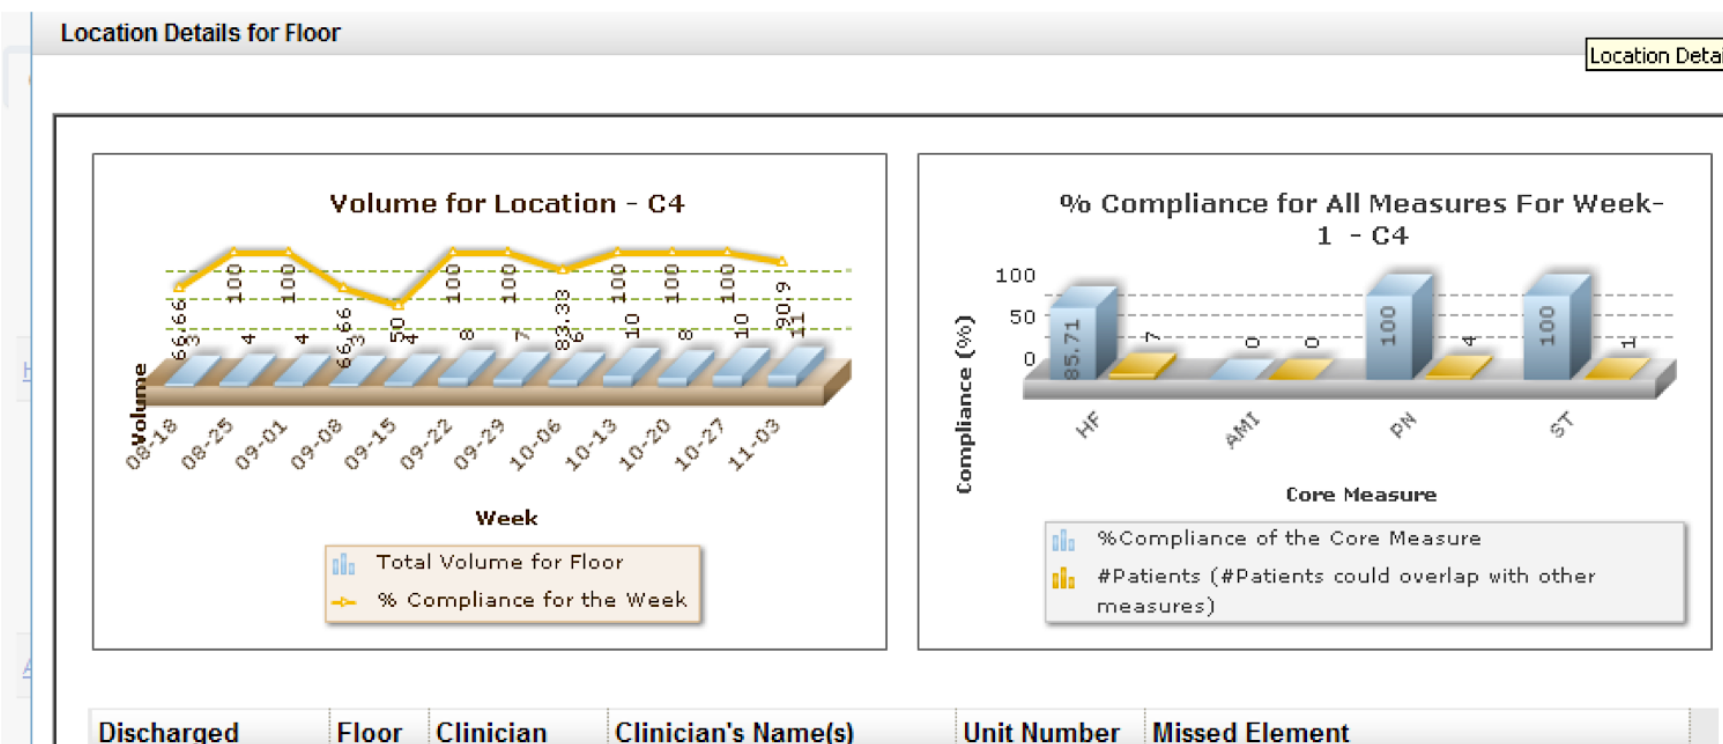 Location Details for Floor
Location Detai
Volume for Location - C4
66.66 100 100 66.66 50 100 100 83.33 100 100 100 90.9
3 4 4 3 4 8 7 6 10 8 10 11
Volume
08-18 08-25 09-01 09-08 09-15 09-22 09-29 10-06 10-13 10-20 10-27 11-03
Week
Total Volume for Floor
% Compliance for the Week
% Compliance for All Measures For Week-
1 - C4
100
50
0
Compliance (%)
85.71 7 0 0 100 4 100 1
HF AMI PN ST
Core Measure
%Compliance of the Core Measure
#Patients (#Patients could overlap with other
measures)
Discharged Floor Clinician Clinician's Name(s) Unit Number Missed Element